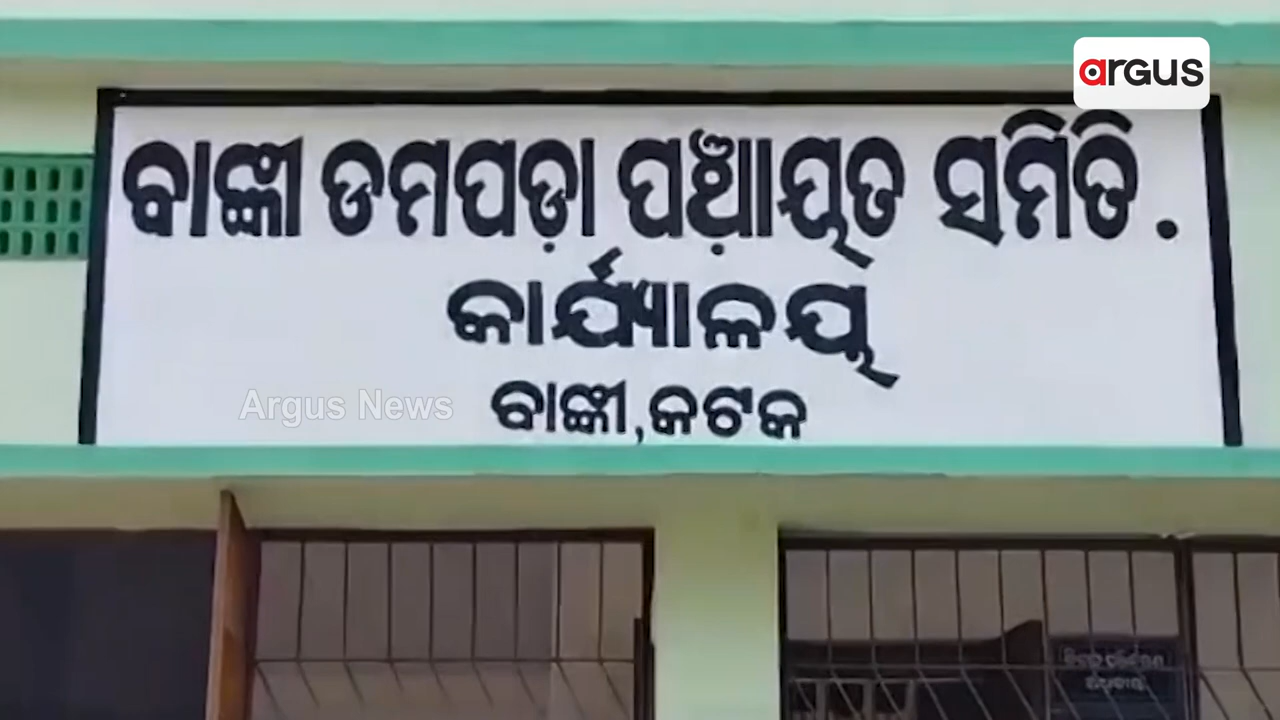 argus
ବାଙ୍କୀ ଡମପଡ଼ା ପଞ୍ଚାୟତ ସମିତି.
କାର୍ଯ୍ୟାଳୟ
Argus News
ବାଙ୍କୀ,କଟକ